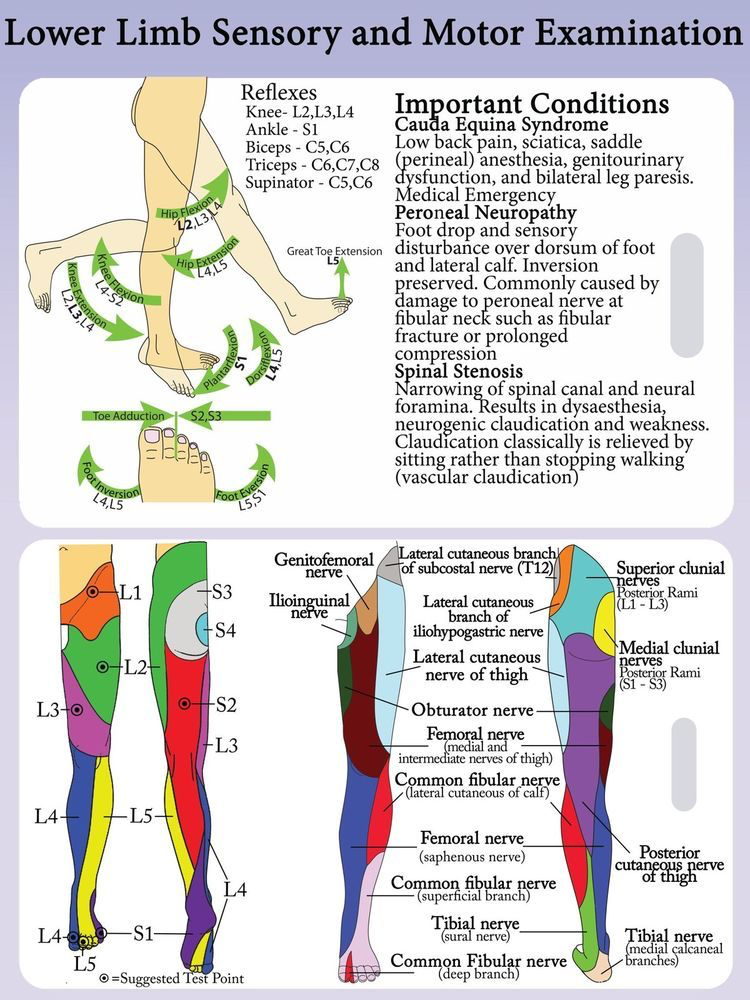 Lower Limb Sensory and Motor Examination
Reflexes
Knee- L2,L3,L4
Ankle - S1
Biceps - C5,C6
Triceps - C6,C7,C8
Supinator - C5,C6
Hip Flexion
L2,L3,L4
Hip Extension
L4,L5
Great Toe Extension
L5
Knee Flexion
L4-S2
Knee Extension
L2,L3,L4
Plantarflexion
S1
Dorsiflexion
L4,L5
Toe Adduction
S2,S3
Foot Inversion
L4,L5
Foot Eversion
L5,S1
Important Conditions
Cauda Equina Syndrome
Low back pain, sciatica, saddle
(perineal) anesthesia, genitourinary
dysfunction, and bilateral leg paresis.
Medical Emergency
Peroneal Neuropathy
Foot drop and sensory
disturbance over dorsum of foot
and lateral calf. Inversion
preserved. Commonly caused by
damage to peroneal nerve at
fibular neck such as fibular
fracture or prolonged
compression
Spinal Stenosis
Narrowing of spinal canal and neural
foramina. Results in dysaesthesia,
neurogenic claudication and weakness.
Claudication classically is relieved by
sitting rather than stopping walking
(vascular claudication)
L1
S3
S4
L2
L3
S2
L3
L4
L5
L4
L4
S1
L5
=Suggested Test Point
Genitofemoral
nerve
Ilioinguinal
nerve
Lateral cutaneous branch
of subcostal nerve (T12)
Lateral cutaneous
branch of
iliohypogastric nerve
Lateral cutaneous
nerve of thigh
Obturator nerve
Femoral nerve
(medial and
intermediate nerves of thigh)
Common fibular nerve
(lateral cutaneous of calf)
Femoral nerve
(saphenous nerve)
Common fibular nerve
(superficial branch)
Tibial nerve
(sural nerve)
Common Fibular nerve
(deep branch)
Superior clunial
nerves
Posterior Rami
(L1 - L3)
Medial clunial
nerves
Posterior Rami
(S1 - S3)
Posterior
cutaneous nerve
of thigh
Tibial nerve
(medial calcaneal
branches)